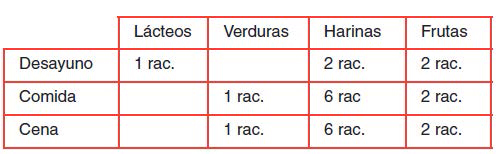 Lácteos Verduras Harinas Frutas
Desayuno 1 rac. 2 rac. 2 rac.
Comida 1 rac. 6 rac 2 rac.
Cena 1 rac. 6 rac. 2 rac.